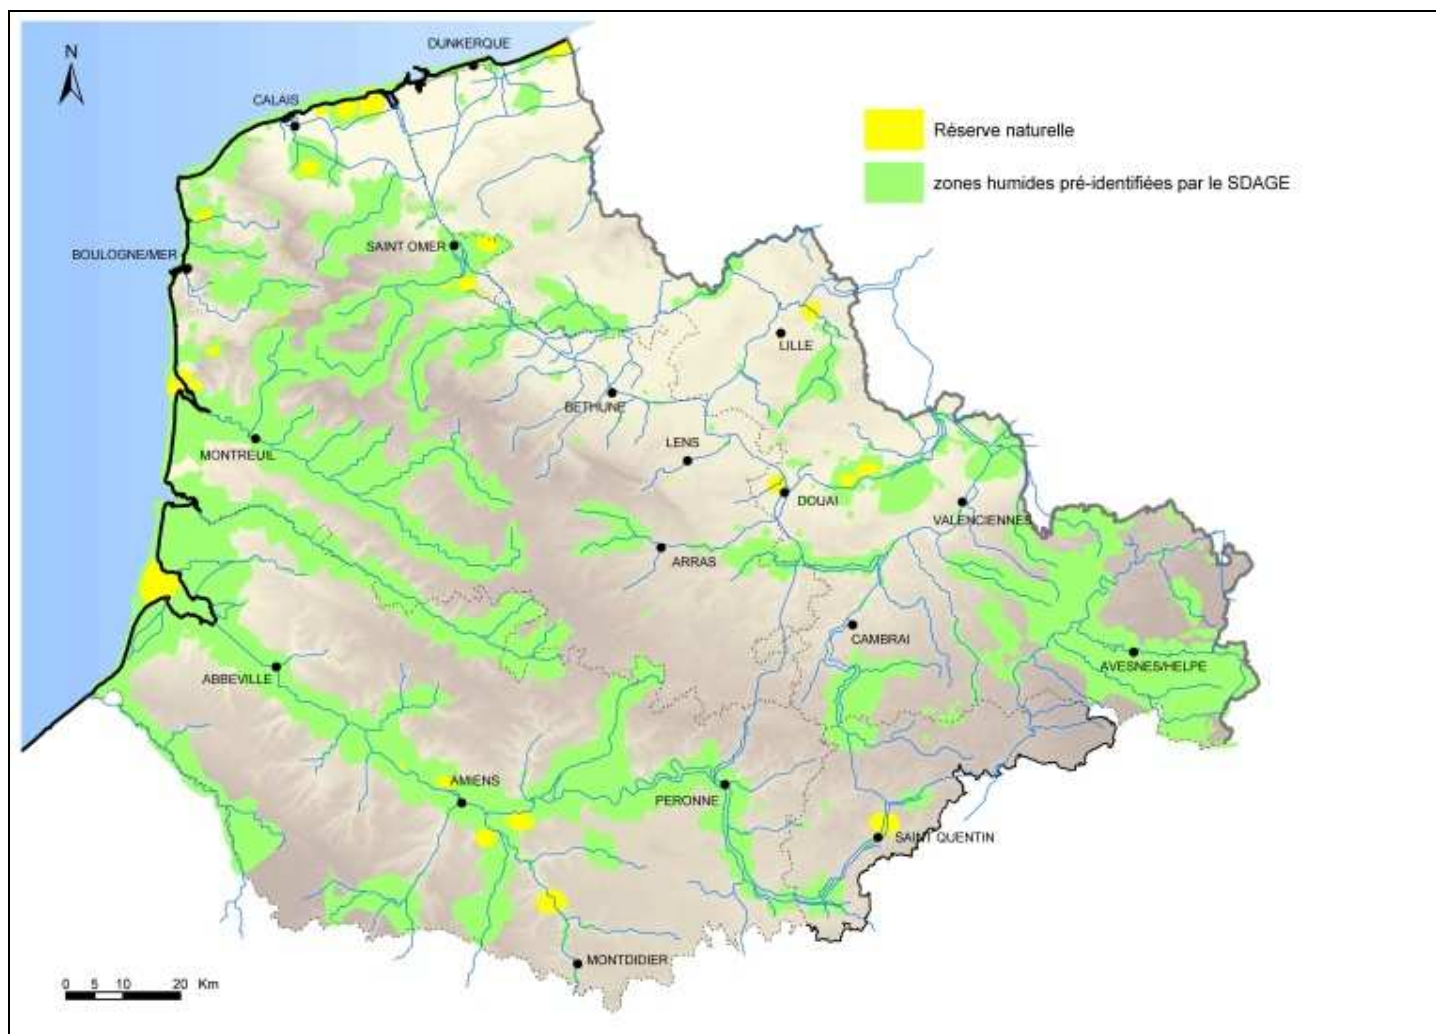 N
DUNKERQUE
CALAIS
Réserve naturelle
zones humides pré-identifiées par le SDAGE
SAINT OMER
BOULOGNE/MER
LILLE
BETHUNE
LENS
MONTREUIL
DOUAI
VALENCIENNES
ARRAS
CAMBRAI
AVESNES/HELPE
ABBEVILLE
AMIENS
PERONNE
SAINT QUENTIN
MONTDIDIER
0 5 10 20 Km